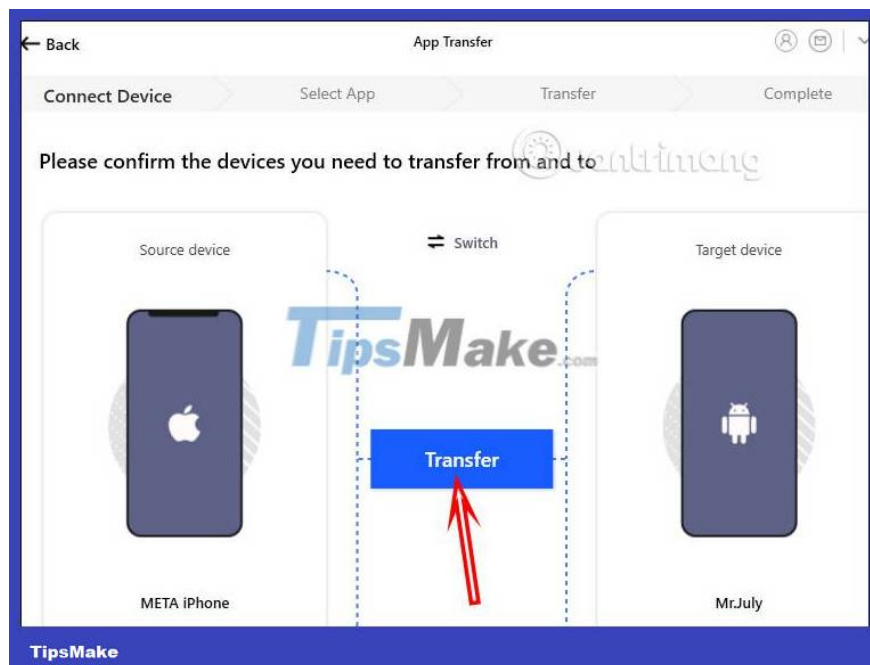 Back
App Transfer
Connect Device
Select App
Transfer
Complete
Please confirm the devices you need to transfer from and to
Quantrimang
Source device
Switch
Target device
TipsMake.com
Transfer
META iPhone
Mr.July
TipsMake